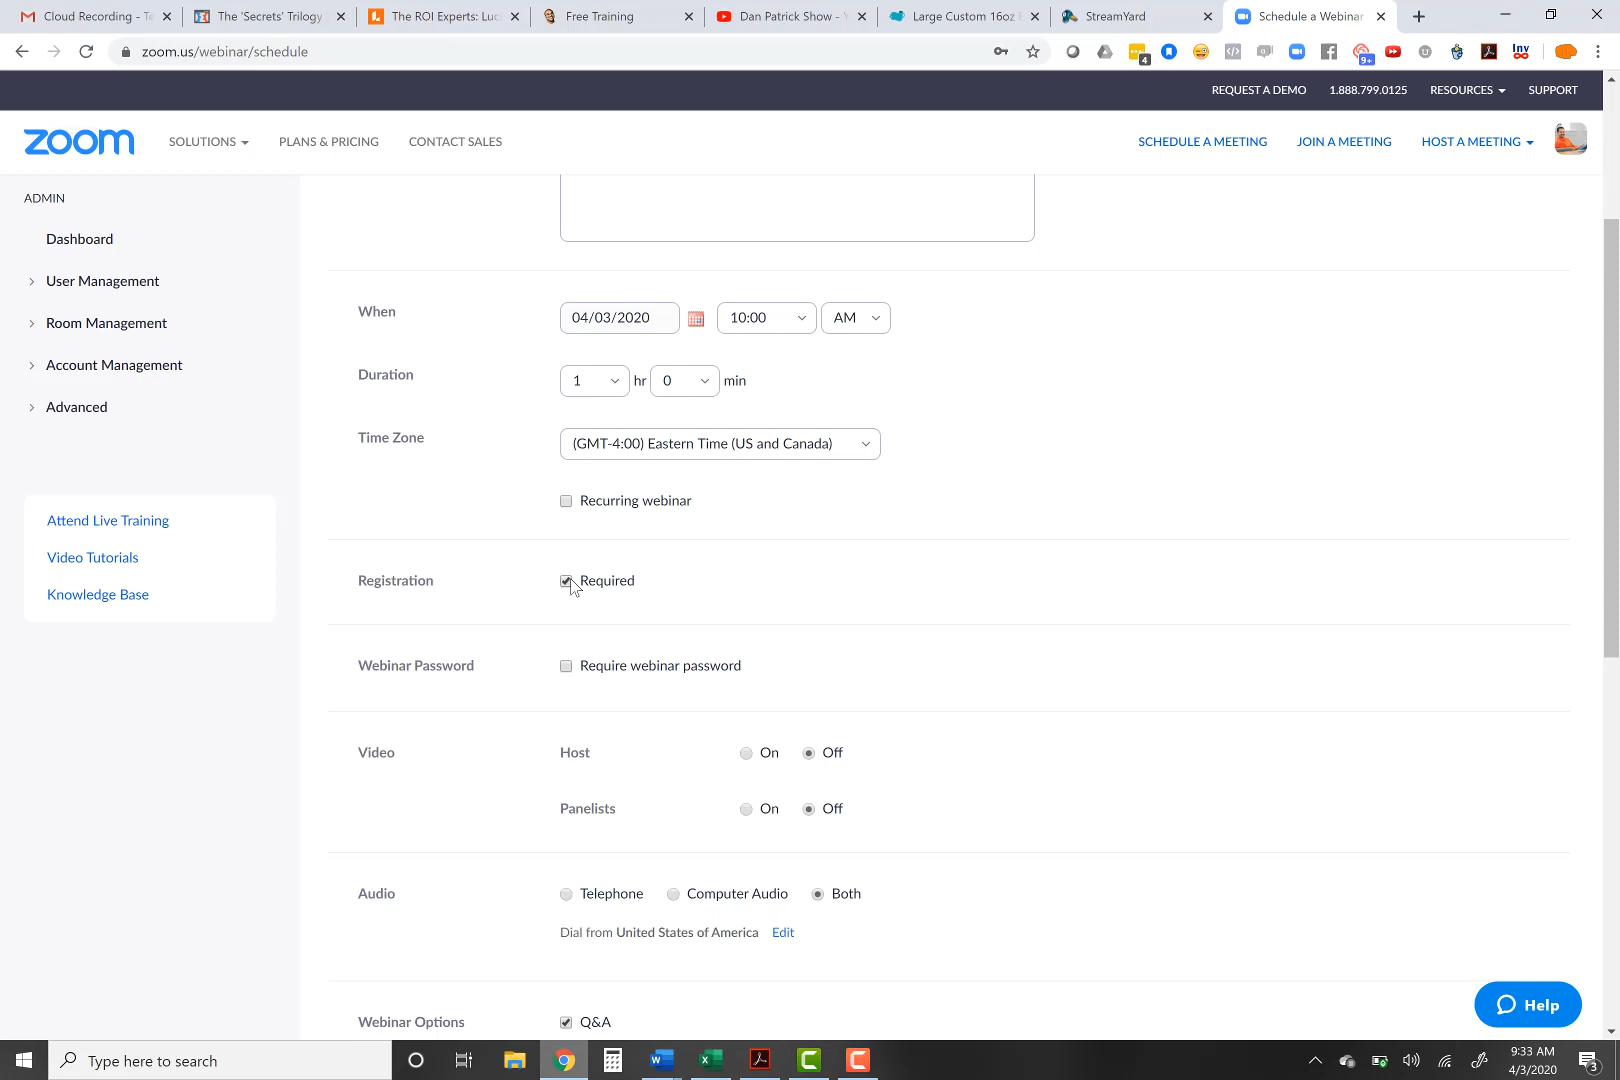 Cloud Recording - Te
The 'Secrets' Trilogy
The ROI Experts: Luc
Free Training
Dan Patrick Show - Y
Large Custom 16oz
StreamYard
Schedule a Webinar
zoom.us/webinar/schedule
4
9+
Inv
REQUEST A DEMO
1.888.799.0125
RESOURCES
SUPPORT
zoom
SOLUTIONS
PLANS & PRICING
CONTACT SALES
SCHEDULE A MEETING
JOIN A MEETING
HOST A MEETING
ADMIN
Dashboard
User Management
Room Management
Account Management
Advanced
Attend Live Training
Video Tutorials
Knowledge Base
When
04/03/2020
10:00
AM
Duration
1 hr 0 min
Time Zone
(GMT-4:00) Eastern Time (US and Canada)
Recurring webinar
Registration
Required
Webinar Password
Require webinar password
Video
Host
On
Off
Panelists
On
Off
Audio
Telephone
Computer Audio
Both
Dial from United States of America Edit
Webinar Options
Q&A
Help
Type here to search
9:33 AM
4/3/2020
3